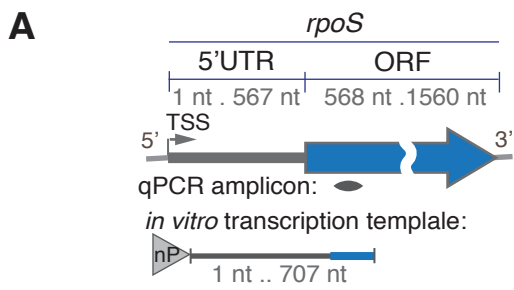 A
rpoS
5'UTR ORF
1 nt . 567 nt 568 nt .1560 nt
TSS
5' 3'
qPCR amplicon:
in vitro transcription templale:
nP
1 nt .. 707 nt